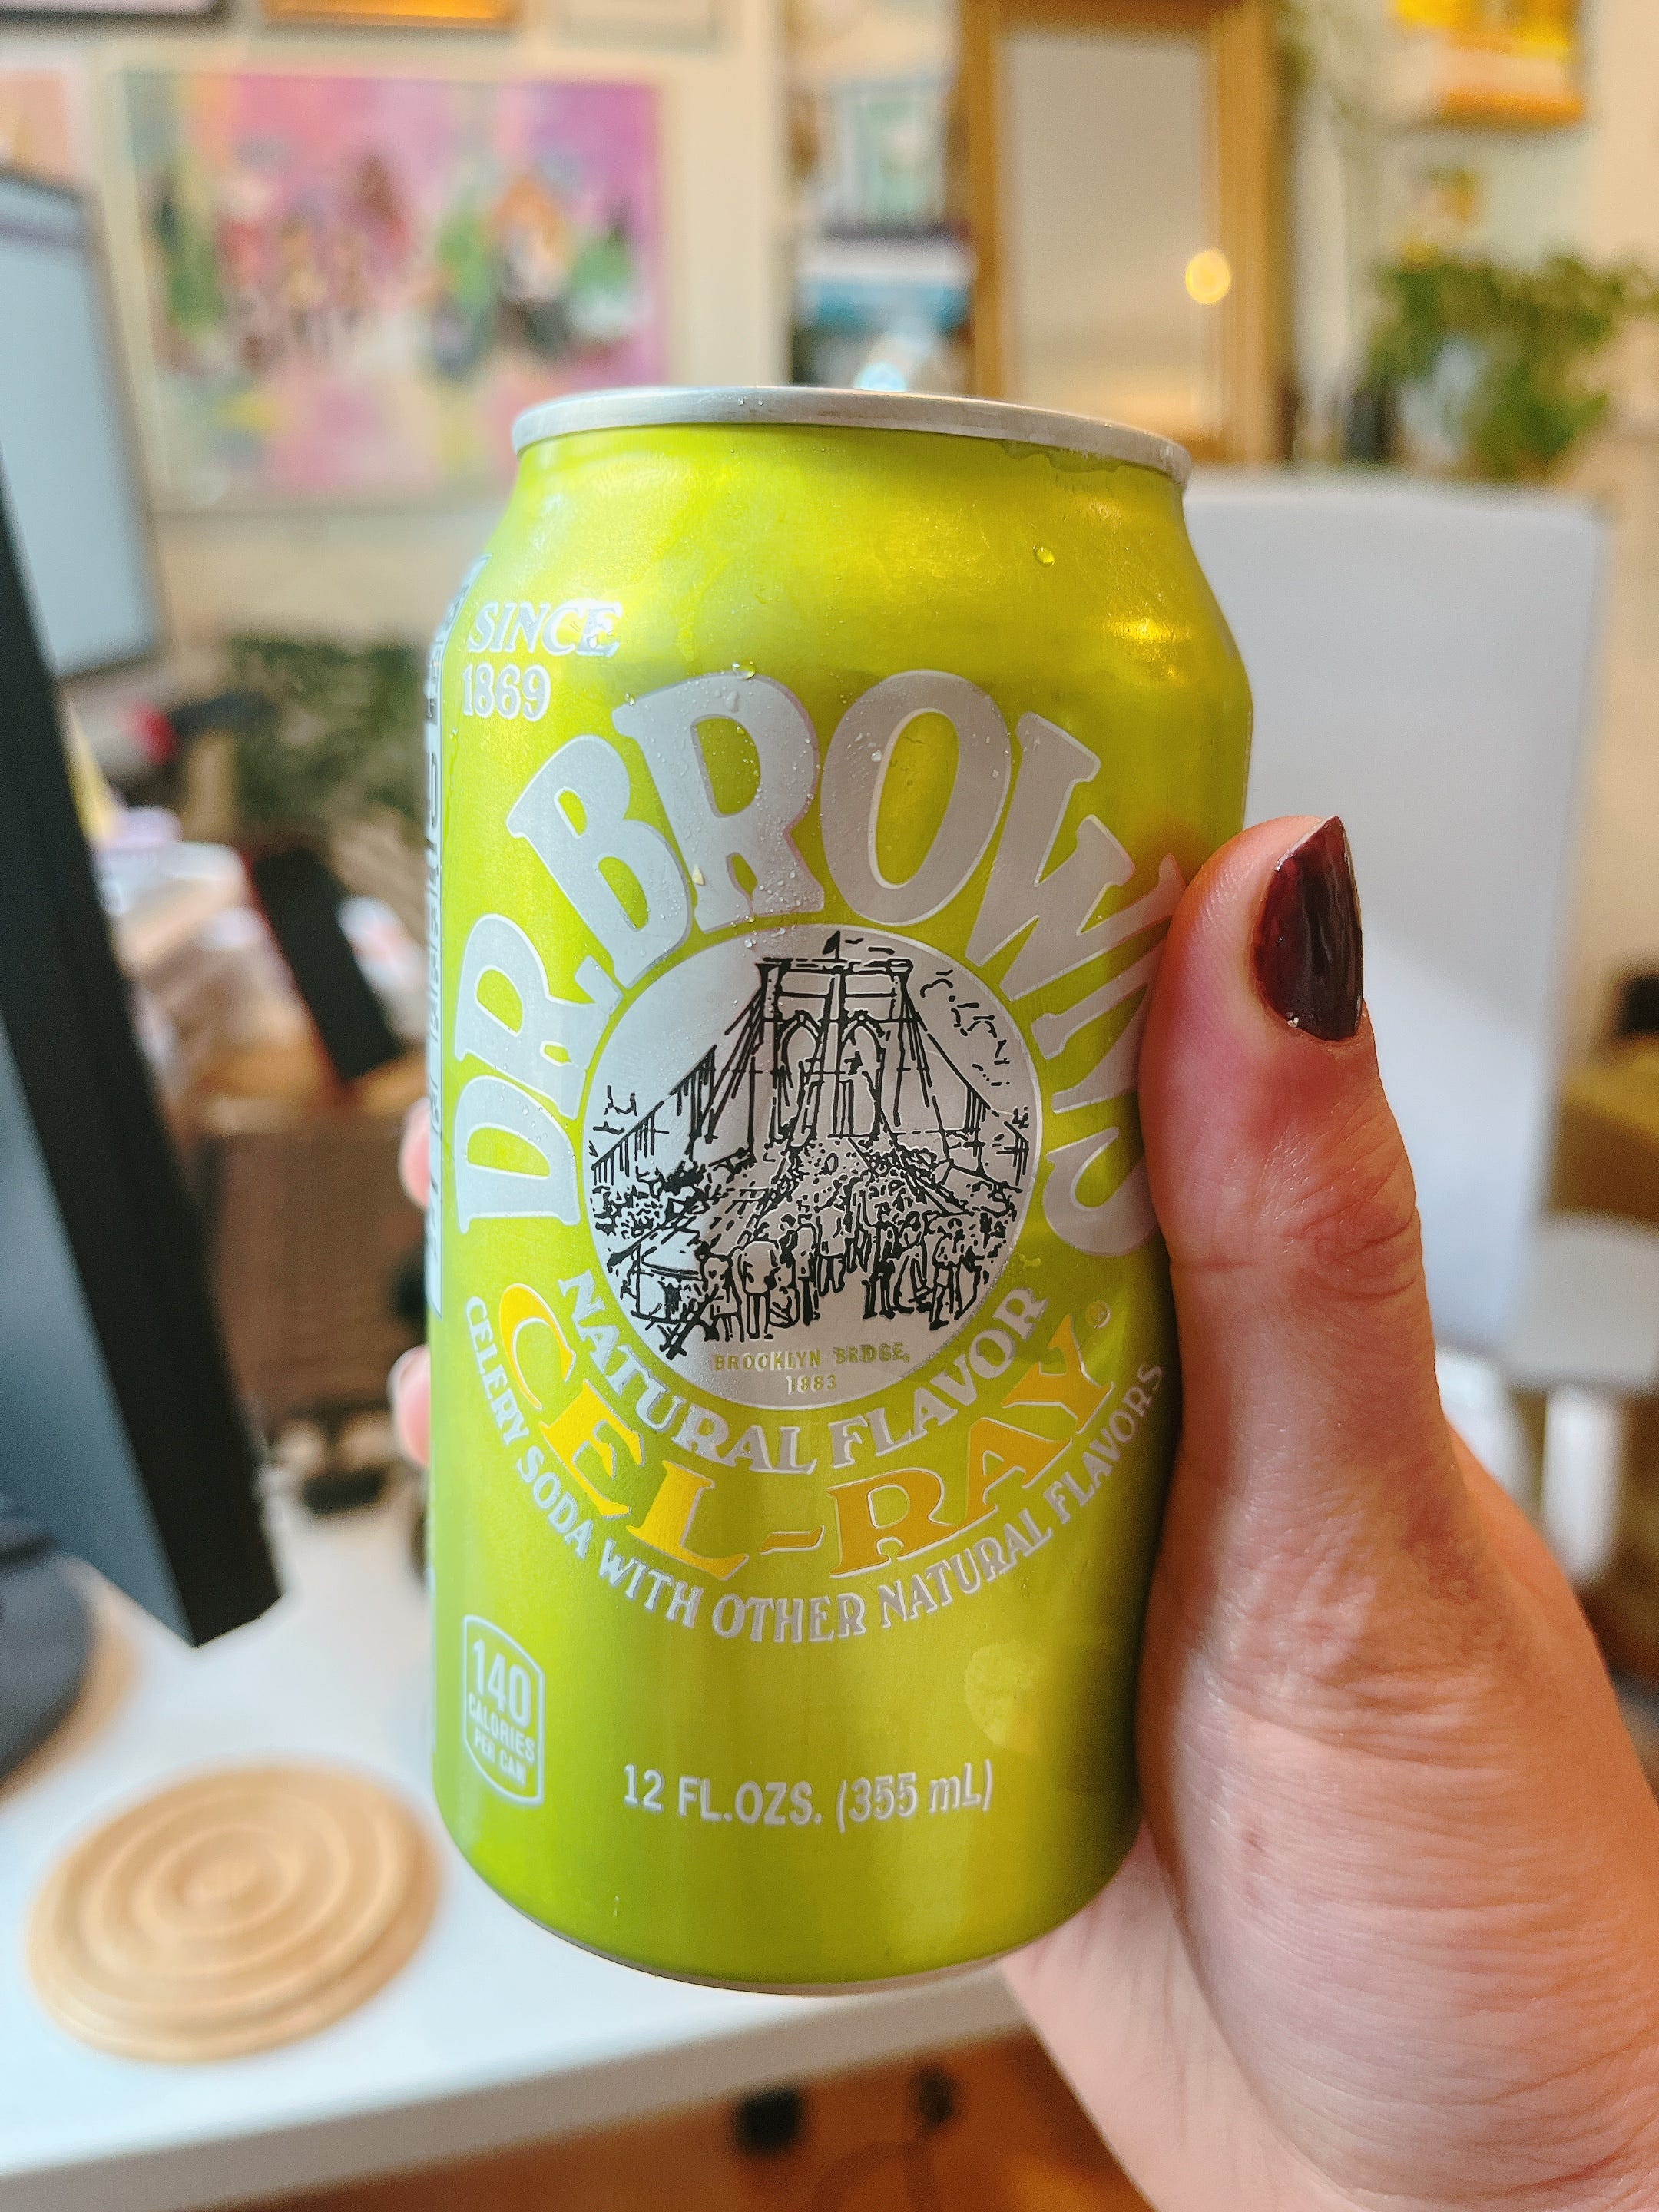 SINCE
1869
DR. BROWN'S
BROOKLYN BRIDGE,
1883
NATURAL FLAVOR
CEL-RAY®
CELERY SODA WITH OTHER NATURAL FLAVORS
140
CALORIES
PER CAN
12 FL.OZS. (355 mL)